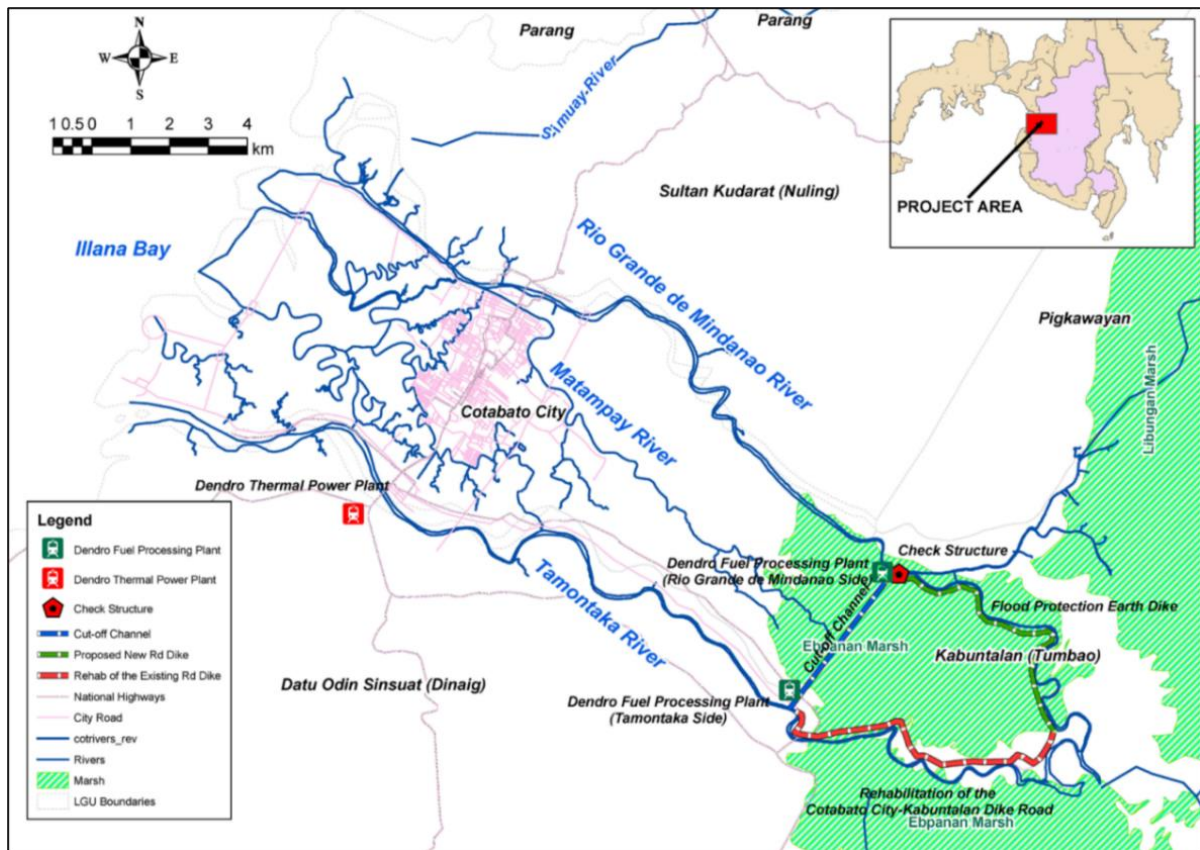 N
W E
S
1 0.5 0 1 2 3 4
km
Parang
Parang
Simuay River
PROJECT AREA
Sultan Kudarat (Nuling)
Illana Bay
Rio Grande de Mindanao River
Pigkawayan
Libungan Marsh
Matampay River
Cotabato City
Dendro Thermal Power Plant
Tamontaka River
Check Structure
Dendro Fuel Processing Plant
(Rio Grande de Mindanao Side)
Flood Protection Earth Dike
Cut-off Channel
Ebpanan Marsh
Kabuntalan (Tumbao)
Datu Odin Sinsuat (Dinaig)
Dendro Fuel Processing Plant
(Tamontaka Side)
Rehabilitation of the
Cotabato City-Kabuntalan Dike Road
Ebpanan Marsh
Legend
Dendro Fuel Processing Plant
Dendro Thermal Power Plant
Check Structure
Cut-off Channel
Proposed New Rd Dike
Rehab of the Existing Rd Dike
National Highways
City Road
cotrivers_rev
Rivers
Marsh
LGU Boundaries